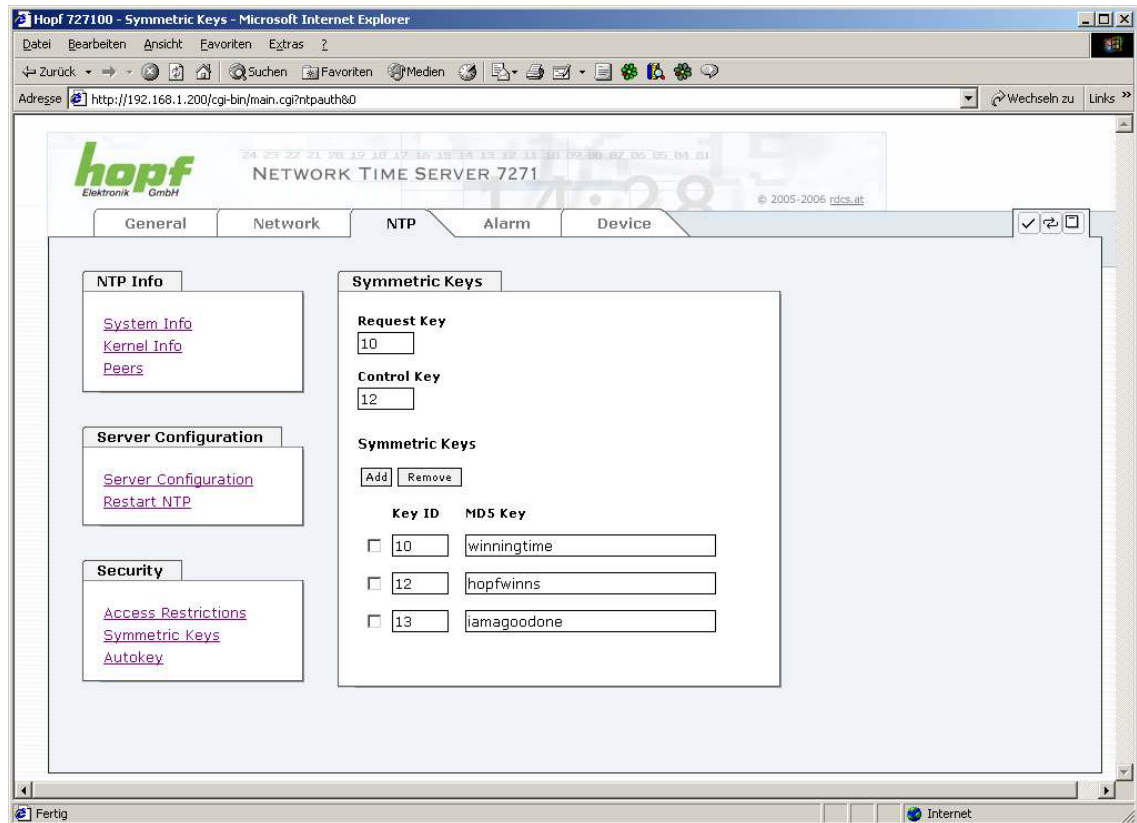 Hopf 727100 - Symmetric Keys - Microsoft Internet Explorer
Datei Bearbeiten Ansicht Favoriten Extras ?
Zurück Suchen Favoriten Medien
Adresse http://192.168.1.200/cgi-bin/main.cgi?ntpauth&0 Wechseln zu Links »
hopf
Elektronik GmbH
NETWORK TIME SERVER 7271
© 2005-2006 rdcs.at
General Network NTP Alarm Device
NTP Info
System Info
Kernel Info
Peers
Server Configuration
Server Configuration
Restart NTP
Security
Access Restrictions
Symmetric Keys
Autokey
Symmetric Keys
Request Key
10
Control Key
12
Symmetric Keys
Add Remove
Key ID MD5 Key
10 winningtime
12 hopfwinns
13 iamagoodone
Fertig Internet